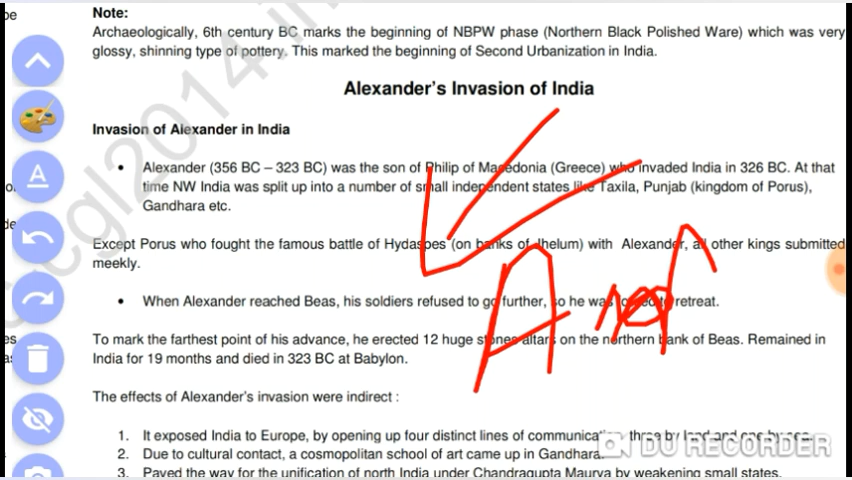 Note:
Archaeologically, 6th century BC marks the beginning of NBPW phase (Northern Black Polished Ware) which was very
glossy, shinning type of pottery. This marked the beginning of Second Urbanization in India.
Alexander's Invasion of India
Invasion of Alexander in India
• Alexander (356 BC – 323 BC) was the son of Philip of Macedonia (Greece) who invaded India in 326 BC. At that
time NW India was split up into a number of small independent states like Taxila, Punjab (kingdom of Porus),
Gandhara etc.
Except Porus who fought the famous battle of Hydaspes (on banks of Jhelum) with Alexander, all other kings submitted
meekly.
• When Alexander reached Beas, his soldiers refused to go further, so he was forced to retreat.
To mark the farthest point of his advance, he erected 12 huge stones altars on the northern bank of Beas. Remained in
India for 19 months and died in 323 BC at Babylon.
The effects of Alexander's invasion were indirect :
1. It exposed India to Europe, by opening up four distinct lines of communication, three by land and one by sea.
2. Due to cultural contact, a cosmopolitan school of art came up in Gandhara.
3. Paved the way for the unification of north India under Chandragupta Maurya by weakening small states.
DU RECORDER